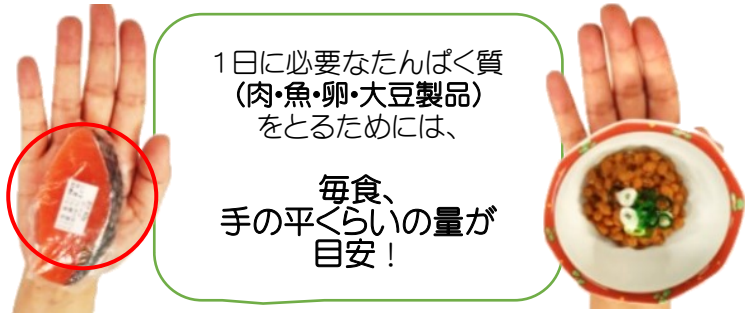 １日に必要なたんぱく質
（肉・魚・卵・大豆製品）
をとるためには、
毎食、
手の平くらいの量が
目安！